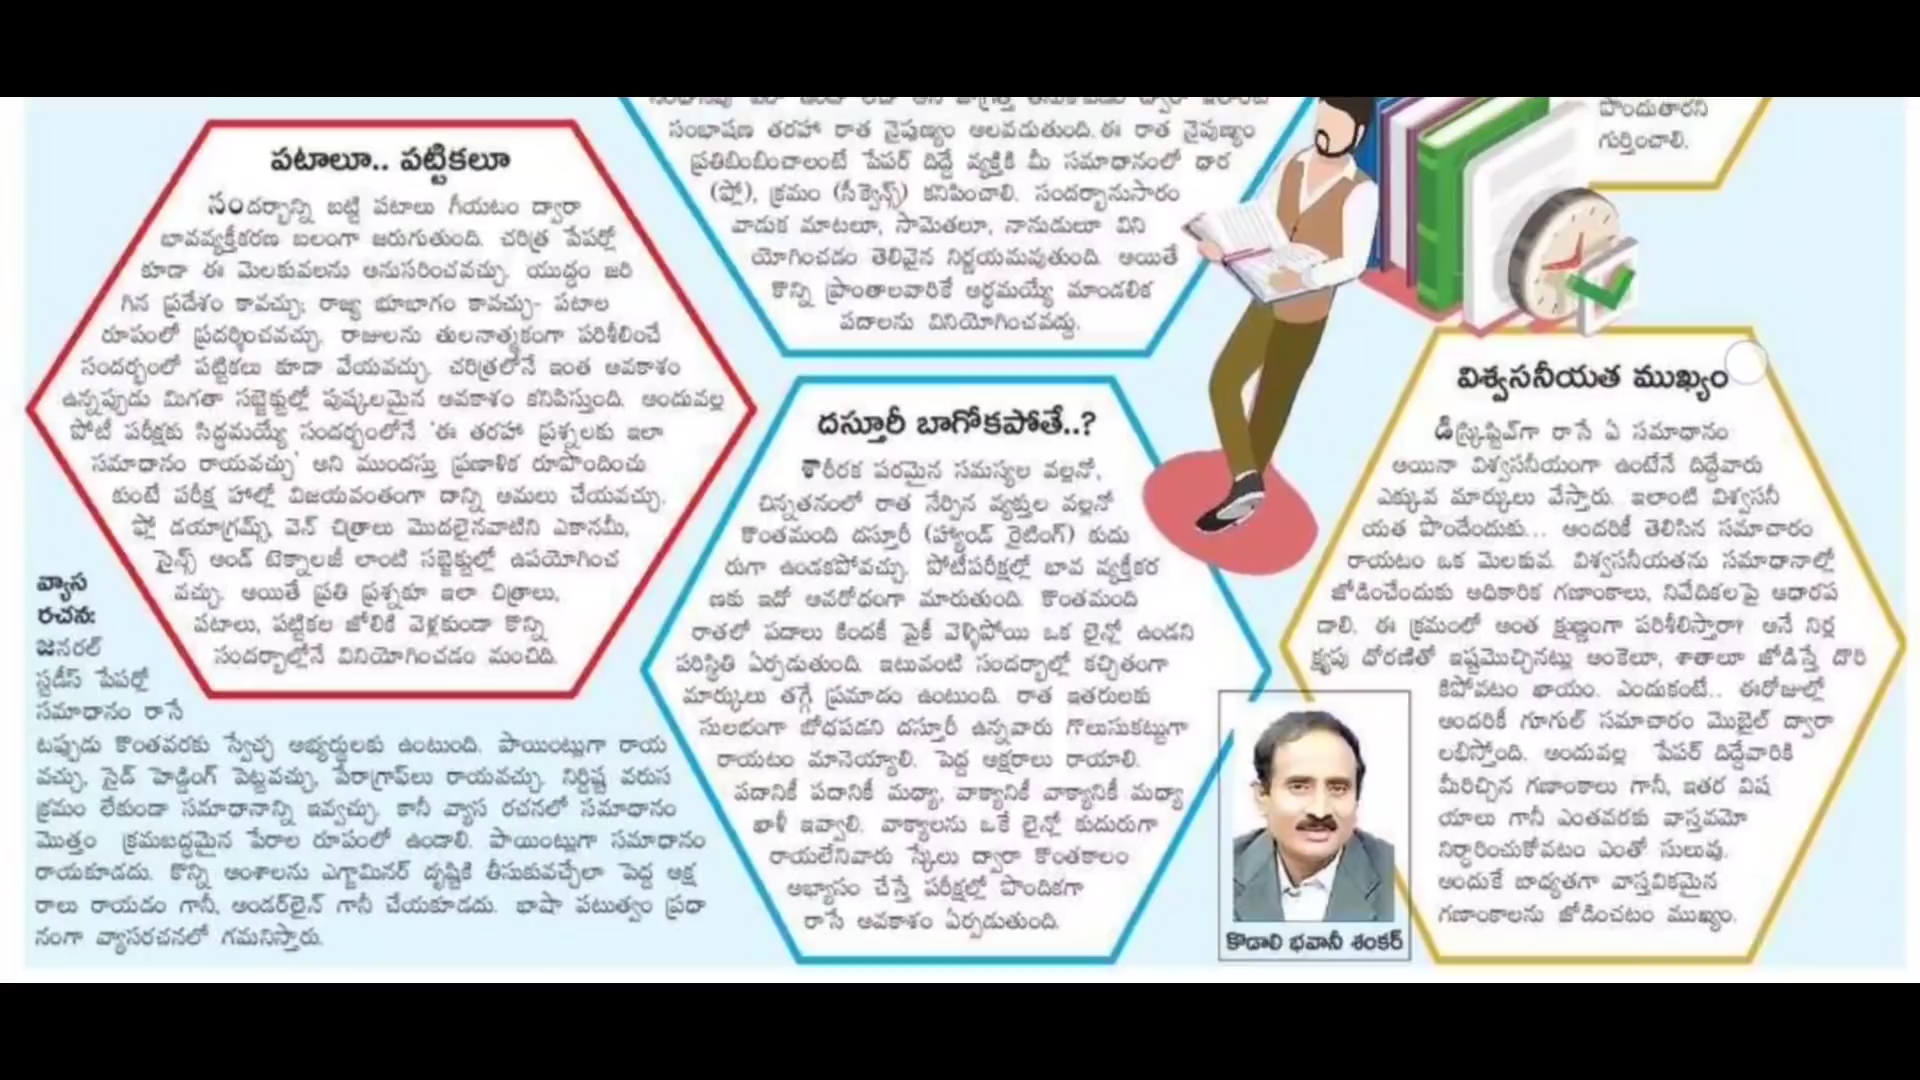 పటాలూ.. పట్టికలూ
సందర్భాన్ని బట్టి పటాలు గీయటం ద్వారా
భావవ్యక్తీకరణ బలంగా జరుగుతుంది. చరిత్ర పేపర్లో
కూడా ఈ మెలకువలను అనుసరించవచ్చు. యుద్ధం జరి
గిన ప్రదేశం కావచ్చు; రాజ్య భూభాగం కావచ్చు- పటాల
రూపంలో ప్రదర్శించవచ్చు. రాజులను తులనాత్మకంగా పరిశీలించే
సందర్భంలో పట్టికలు కూడా వేయవచ్చు. చరిత్రలోనే ఇంత అవకాశం
ఉన్నప్పుడు మిగతా సబ్జెక్టుల్లో పుష్కలమైన అవకాశం కనిపిస్తుంది. అందువల్ల
పోటీ పరీక్షకు సిద్ధమయ్యే సందర్భంలోనే 'ఈ తరహా ప్రశ్నలకు ఇలా
సమాధానం రాయవచ్చు' అని ముందస్తు ప్రణాళిక రూపొందించు
కుంటే పరీక్ష హాల్లో విజయవంతంగా దాన్ని అమలు చేయవచ్చు.
ఫ్లో డయాగ్రమ్స్, వెన్ చిత్రాలు మొదలైనవాటిని ఎకానమీ,
సైన్స్ అండ్ టెక్నాలజీ లాంటి సబ్జెక్టుల్లో ఉపయోగించ
వచ్చు. అయితే ప్రతి ప్రశ్నకూ ఇలా చిత్రాలు,
పటాలు, పట్టికల జోలికి వెళ్లకుండా కొన్ని
సందర్భాల్లోనే వినియోగించడం మంచిది.
వ్యాస
రచన:
జనరల్
స్టడీస్ పేపర్లో
సమాధానం రాసే
టప్పుడు కొంతవరకు స్వేచ్ఛ అభ్యర్థులకు ఉంటుంది. పాయింట్లుగా రాయ
వచ్చు, సైడ్ హెడ్డింగ్ పెట్టవచ్చు, పేరాగ్రాఫ్‌లు రాయవచ్చు. నిర్దిష్ట వరుస
క్రమం లేకుండా సమాధానాన్ని ఇవ్వచ్చు. కానీ వ్యాస రచనలో సమాధానం
మొత్తం క్రమబద్ధమైన పేరాల రూపంలో ఉండాలి. పాయింట్లుగా సమాధానం
రాయకూడదు. కొన్ని అంశాలను ఎగ్జామినర్ దృష్టికి తీసుకువచ్చేలా పెద్ద అక్ష
రాలు రాయడం గానీ, అండర్‌లైన్ గానీ చేయకూడదు. భాషా పటుత్వం ప్రధా
నంగా వ్యాసరచనలో గమనిస్తారు.
సంభాషణ తరహా రాత నైపుణ్యం అలవడుతుంది. ఈ రాత నైపుణ్యం
ప్రతిబింబించాలంటే పేపర్ దిద్దే వ్యక్తికి మీ సమాధానంలో ధార
(ఫ్లో), క్రమం (సీక్వెన్స్) కనిపించాలి. సందర్భానుసారం
వాడుక మాటలూ, సామెతలూ, నానుడులూ విని
యోగించడం తెలివైన నిర్ణయమవుతుంది. అయితే
కొన్ని ప్రాంతాలవారికే అర్థమయ్యే మాండలిక
పదాలను వినియోగించవద్దు.
దస్తూరీ బాగోకపోతే..?
శారీరక పరమైన సమస్యల వల్లనో,
చిన్నతనంలో రాత నేర్పిన వ్యక్తుల వల్లనో
కొంతమంది దస్తూరీ (హ్యాండ్ రైటింగ్) కుదు
రుగా ఉండకపోవచ్చు. పోటీపరీక్షల్లో భావ వ్యక్తీకర
ణకు ఇదో అవరోధంగా మారుతుంది. కొంతమంది
రాతలో పదాలు కిందకీ పైకీ వెళ్ళిపోయి ఒక లైన్లో ఉండని
పరిస్థితి ఏర్పడుతుంది. ఇటువంటి సందర్భాల్లో కచ్చితంగా
మార్కులు తగ్గే ప్రమాదం ఉంటుంది. రాత ఇతరులకు
సులభంగా బోధపడని దస్తూరీ ఉన్నవారు గొలుసుకట్టుగా
రాయటం మానెయ్యాలి. పెద్ద అక్షరాలు రాయాలి.
పదానికీ పదానికీ మధ్యా, వాక్యానికీ వాక్యానికీ మధ్యా
ఖాళీ ఇవ్వాలి. వాక్యాలను ఒకే లైన్లో కుదురుగా
రాయలేనివారు స్కేలు ద్వారా కొంతకాలం
అభ్యాసం చేస్తే పరీక్షల్లో పొందికగా
రాసే అవకాశం ఏర్పడుతుంది.
కొడాలి భవానీ శంకర్
పొందుతారని
గుర్తించాలి.
విశ్వసనీయత ముఖ్యం
డిస్క్రిప్టివ్‌గా రాసే ఏ సమాధానం
అయినా విశ్వసనీయంగా ఉంటేనే దిద్దేవారు
ఎక్కువ మార్కులు వేస్తారు. ఇలాంటి విశ్వసనీ
యత పొందేందుకు... అందరికీ తెలిసిన సమాచారం
రాయటం ఒక మెలకువ. విశ్వసనీయతను సమాధానాల్లో
జోడించేందుకు అధికారిక గణాంకాలు, నివేదికలపై ఆధారప
డాలి. ఈ క్రమంలో అంత క్షుణ్ణంగా పరిశీలిస్తారా? అనే నిర్ల
క్ష్యపు ధోరణితో ఇష్టమొచ్చినట్లు అంకెలూ, శాతాలూ జోడిస్తే దొరి
కిపోవటం ఖాయం. ఎందుకంటే.. ఈరోజుల్లో
అందరికీ గూగుల్ సమాచారం మొబైల్ ద్వారా
లభిస్తోంది. అందువల్ల పేపర్ దిద్దేవారికి
మీరిచ్చిన గణాంకాలు గానీ, ఇతర విష
యాలు గానీ ఎంతవరకు వాస్తవమో
నిర్ధారించుకోవటం ఎంతో సులువు.
అందుకే బాధ్యతగా వాస్తవికమైన
గణాంకాలను జోడించటం ముఖ్యం.